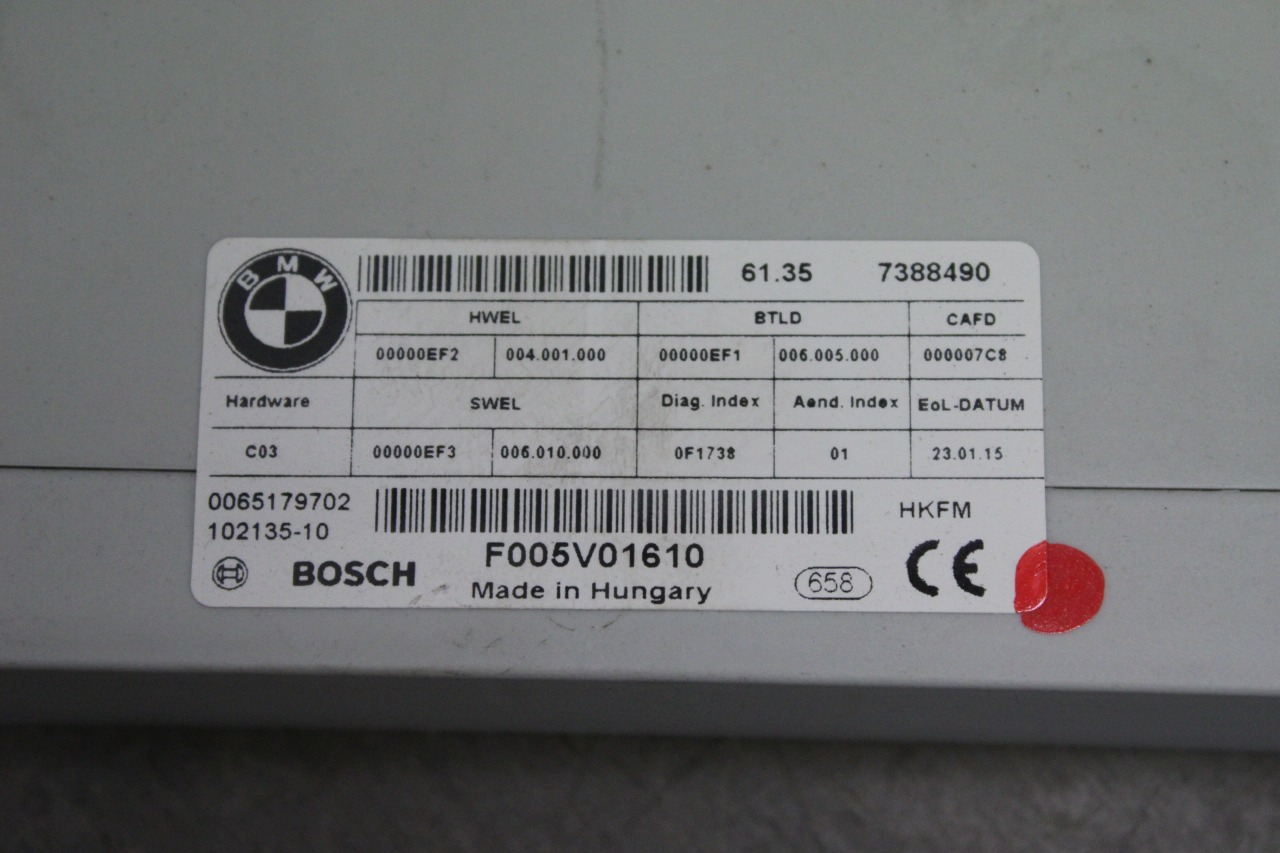 BMW
61.35 7388490
HWEL BTLD CAFD
00000EF2 004.001.000 00000EF1 006.005.000 000007C8
Hardware SWEL Diag. Index Aend. Index EoL-DATUM
C03 00000EF3 006.010.000 0F1738 01 23.01.15
0065179702 HKFM
102135-10
BOSCH F005V01610
Made in Hungary 658 CE